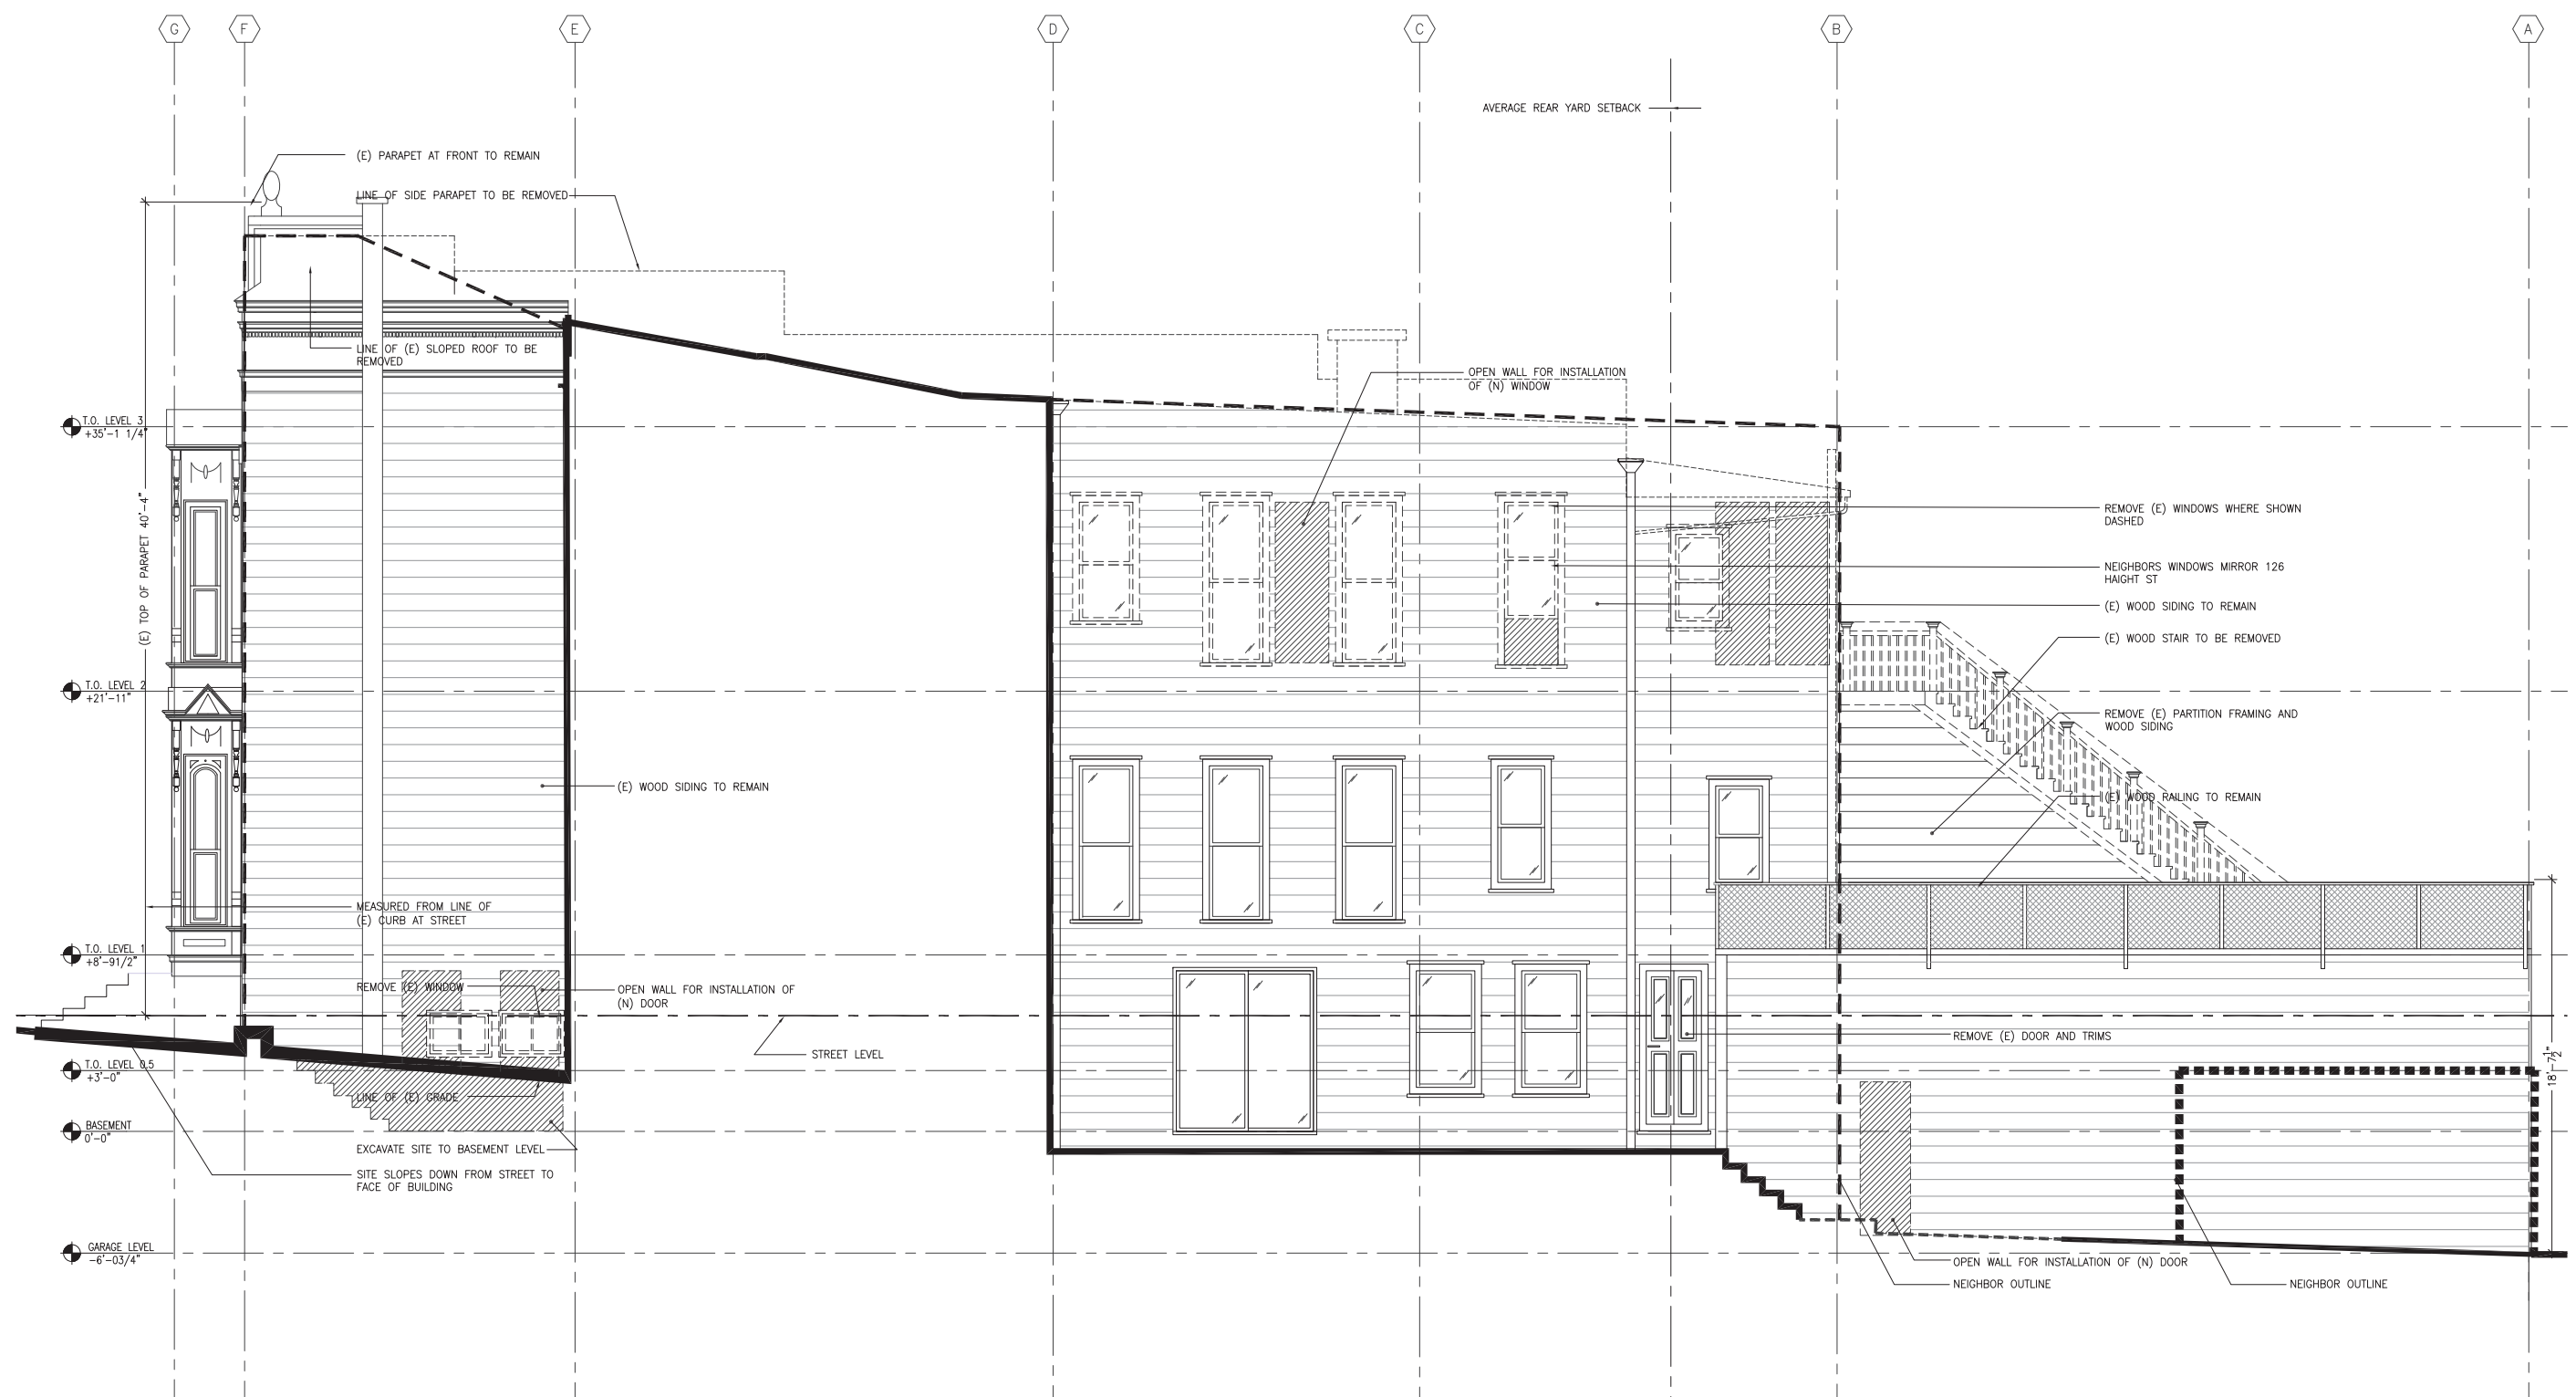 G
F
E
D
C
B
A
AVERAGE REAR YARD SETBACK
(E) PARAPET AT FRONT TO REMAIN
LINE OF SIDE PARAPET TO BE REMOVED
LINE OF (E) SLOPED ROOF TO BE
REMOVED
OPEN WALL FOR INSTALLATION
OF (N) WINDOW
T.O. LEVEL 3
+35'-1 1/4"
(E) TOP OF PARAPET 40'-4"
REMOVE (E) WINDOWS WHERE SHOWN
DASHED
NEIGHBORS WINDOWS MIRROR 126
HAIGHT ST
(E) WOOD SIDING TO REMAIN
(E) WOOD STAIR TO BE REMOVED
T.O. LEVEL 2
+21'-11"
REMOVE (E) PARTITION FRAMING AND
WOOD SIDING
(E) WOOD SIDING TO REMAIN
(E) WOOD RAILING TO REMAIN
MEASURED FROM LINE OF
(E) CURB AT STREET
T.O. LEVEL 1
+8'-91/2"
REMOVE (E) WINDOW
OPEN WALL FOR INSTALLATION OF
(N) DOOR
REMOVE (E) DOOR AND TRIMS
STREET LEVEL
T.O. LEVEL 0.5
+3'-0"
18'-7 1/2"
LINE OF (E) GRADE
BASEMENT
0'-0"
EXCAVATE SITE TO BASEMENT LEVEL
SITE SLOPES DOWN FROM STREET TO
FACE OF BUILDING
GARAGE LEVEL
-6'-03/4"
OPEN WALL FOR INSTALLATION OF (N) DOOR
NEIGHBOR OUTLINE
NEIGHBOR OUTLINE